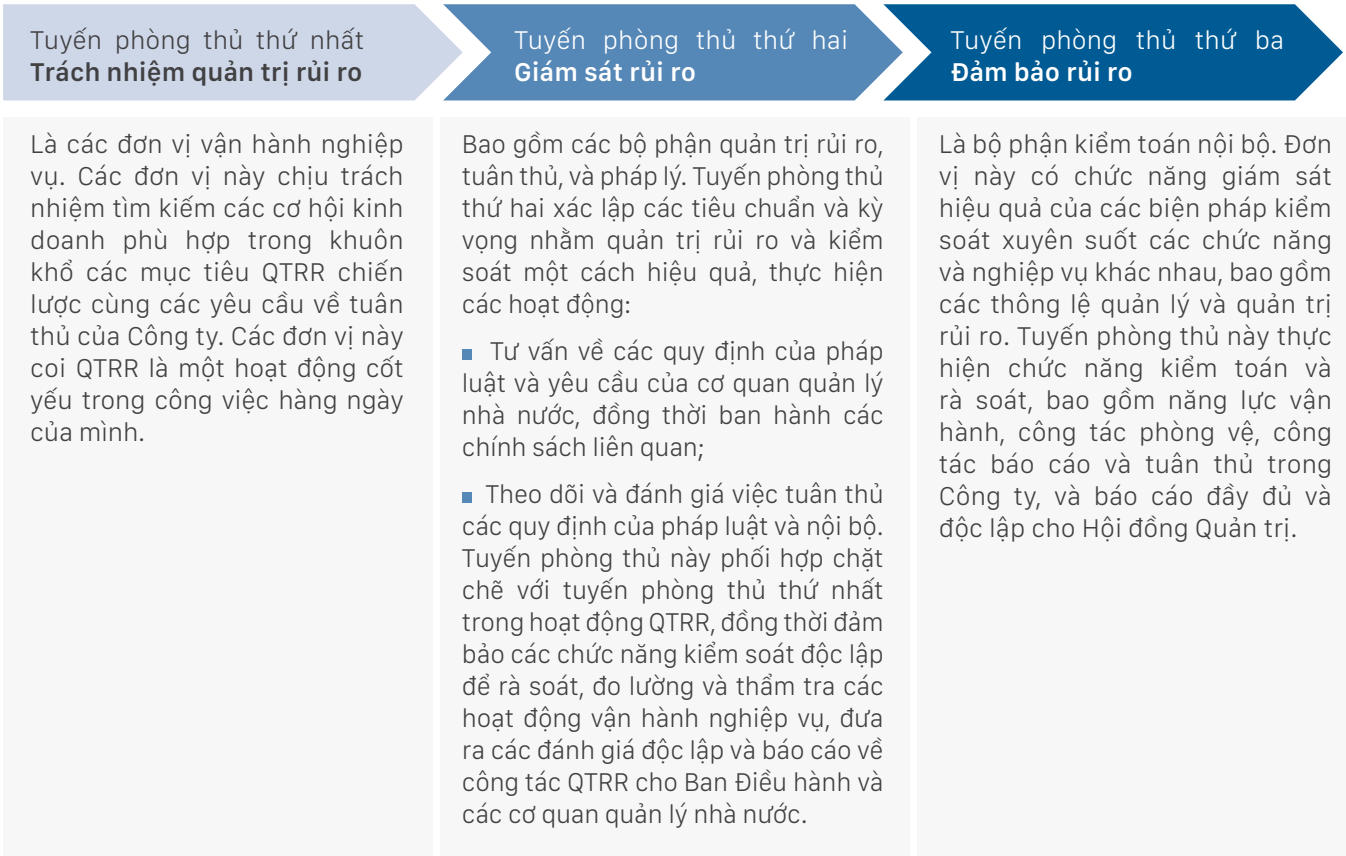 Tuyến phòng thủ thứ nhất
Trách nhiệm quản trị rủi ro
Là các đơn vị vận hành nghiệp
vụ. Các đơn vị này chịu trách
nhiệm tìm kiếm các cơ hội kinh
doanh phù hợp trong khuôn
khổ các mục tiêu QTRR chiến
lược cùng các yêu cầu về tuân
thủ của Công ty. Các đơn vị này
coi QTRR là một hoạt động cốt
yếu trong công việc hàng ngày
của mình.
Tuyến phòng thủ thứ hai
Giám sát rủi ro
Bao gồm các bộ phận quản trị rủi ro,
tuân thủ, và pháp lý. Tuyến phòng thủ
thứ hai xác lập các tiêu chuẩn và kỳ
vọng nhằm quản trị rủi ro và kiểm
soát một cách hiệu quả, thực hiện
các hoạt động:
■ Tư vấn về các quy định của pháp
luật và yêu cầu của cơ quan quản lý
nhà nước, đồng thời ban hành các
chính sách liên quan;
■ Theo dõi và đánh giá việc tuân thủ
các quy định của pháp luật và nội bộ.
Tuyến phòng thủ này phối hợp chặt
chẽ với tuyến phòng thủ thứ nhất
trong hoạt động QTRR, đồng thời đảm
bảo các chức năng kiểm soát độc lập
để rà soát, đo lường và thẩm tra các
hoạt động vận hành nghiệp vụ, đưa
ra các đánh giá độc lập và báo cáo về
công tác QTRR cho Ban Điều hành và
các cơ quan quản lý nhà nước.
Tuyến phòng thủ thứ ba
Đảm bảo rủi ro
Là bộ phận kiểm toán nội bộ. Đơn
vị này có chức năng giám sát
hiệu quả của các biện pháp kiểm
soát xuyên suốt các chức năng
và nghiệp vụ khác nhau, bao gồm
các thông lệ quản lý và quản trị
rủi ro. Tuyến phòng thủ này thực
hiện chức năng kiểm toán và
rà soát, bao gồm năng lực vận
hành, công tác phòng vệ, công
tác báo cáo và tuân thủ trong
Công ty, và báo cáo đầy đủ và
độc lập cho Hội đồng Quản trị.